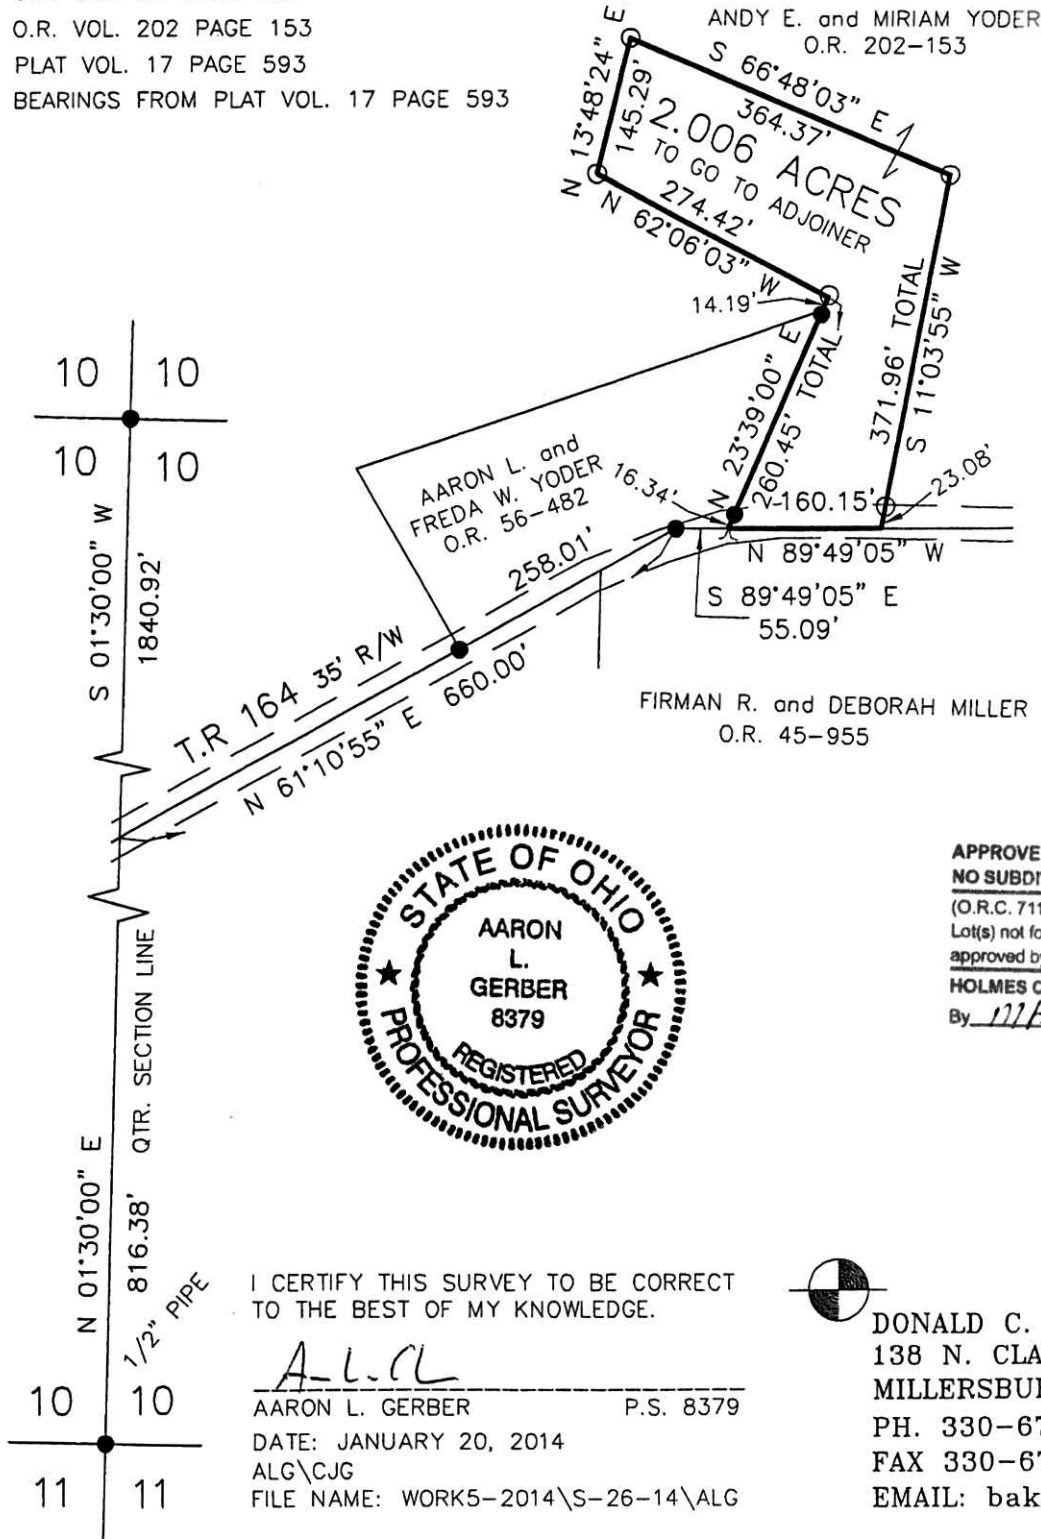 O.R. VOL. 202 PAGE 153
PLAT VOL. 17 PAGE 593
BEARINGS FROM PLAT VOL. 17 PAGE 593
ANDY E. and MIRIAM YODER
O.R. 202-153
N 13°48'24" E
145.29'
S 66°48'03" E
364.37'
2.006 ACRES
TO GO TO ADJOINER
274.42'
N 62°06'03" W
14.19'
N 23°39'00" E
260.45' TOTAL
371.96' TOTAL
S 11°03'55" W
23.08'
16.34'
160.15'
N 89°49'05" W
S 89°49'05" E
55.09'
AARON L. and
FREDA W. YODER
O.R. 56-482
258.01'
T.R 164 35' R/W
N 61°10'55" E 660.00'
FIRMAN R. and DEBORAH MILLER
O.R. 45-955
10 10
10 10
S 01°30'00" W
1840.92'
N 01°30'00" E
816.38' QTR. SECTION LINE
1/2" PIPE
10 10
11 11
STATE OF OHIO
AARON
L.
GERBER
8379
REGISTERED
PROFESSIONAL SURVEYOR
APPROVE
NO SUBDI
(O.R.C. 711
Lot(s) not fo
approved by
HOLMES C
By
I CERTIFY THIS SURVEY TO BE CORRECT
TO THE BEST OF MY KNOWLEDGE.
AARON L. GERBER P.S. 8379
DATE: JANUARY 20, 2014
ALG\CJG
FILE NAME: WORK5-2014\S-26-14\ALG
DONALD C.
138 N. CLA
MILLERSBU
PH. 330-67
FAX 330-67
EMAIL: bak